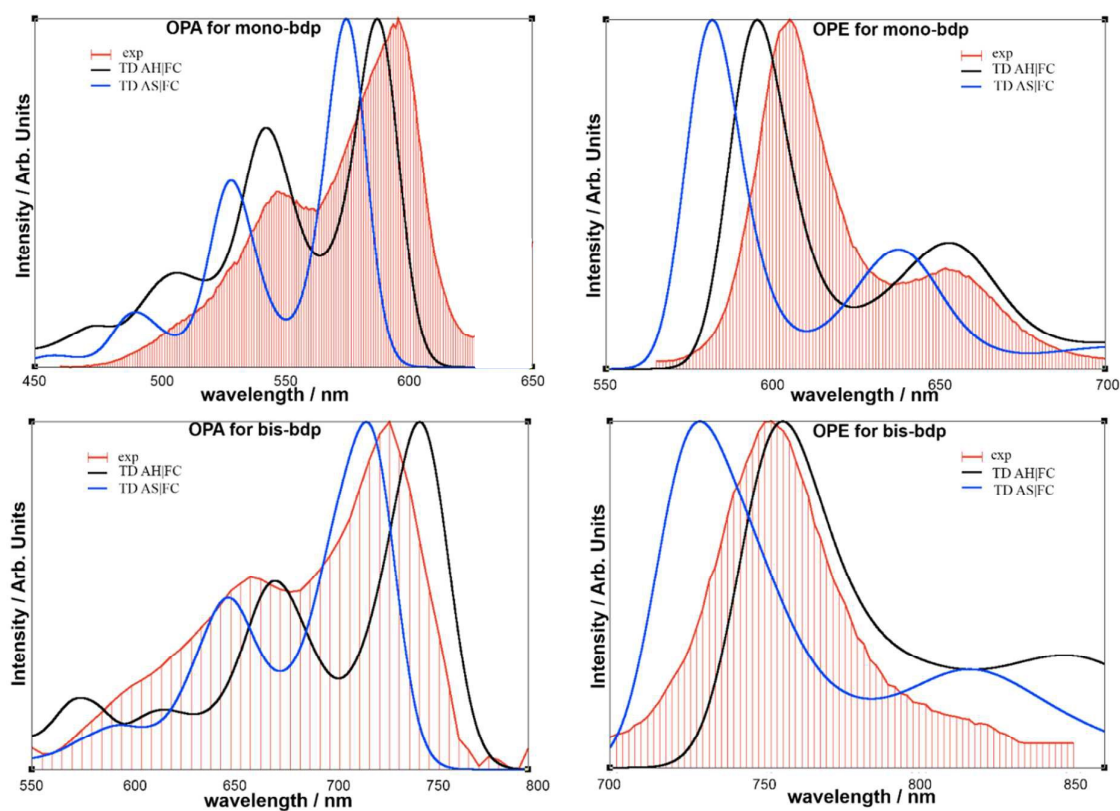 OPA for mono-bdp
exp
TD AH|FC
TD AS|FC
Intensity / Arb. Units
450 500 550 600 650
wavelength / nm
OPE for mono-bdp
exp
TD AH|FC
TD AS|FC
Intensity / Arb. Units
550 600 650 700
wavelength / nm
OPA for bis-bdp
exp
TD AH|FC
TD AS|FC
Intensity / Arb. Units
550 600 650 700 750 800
wavelength / nm
OPE for bis-bdp
exp
TD AH|FC
TD AS|FC
Intensity / Arb. Units
700 750 800 850
wavelength / nm